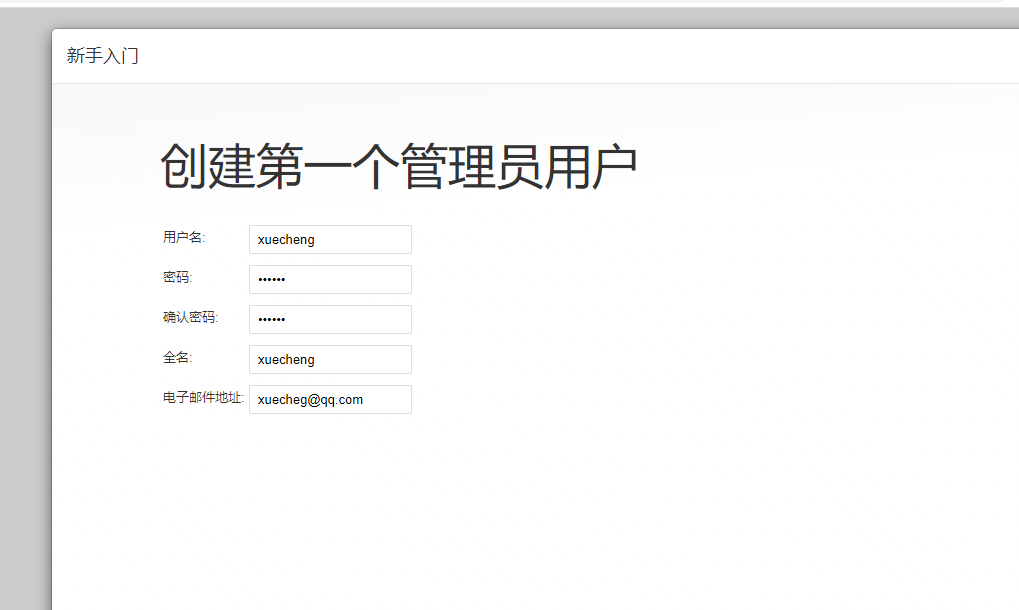 新手入门
创建第一个管理员用户
用户名: xuecheng
密码: ••••••
确认密码: ••••••
全名: xuecheng
电子邮件地址: xuecheg@qq.com